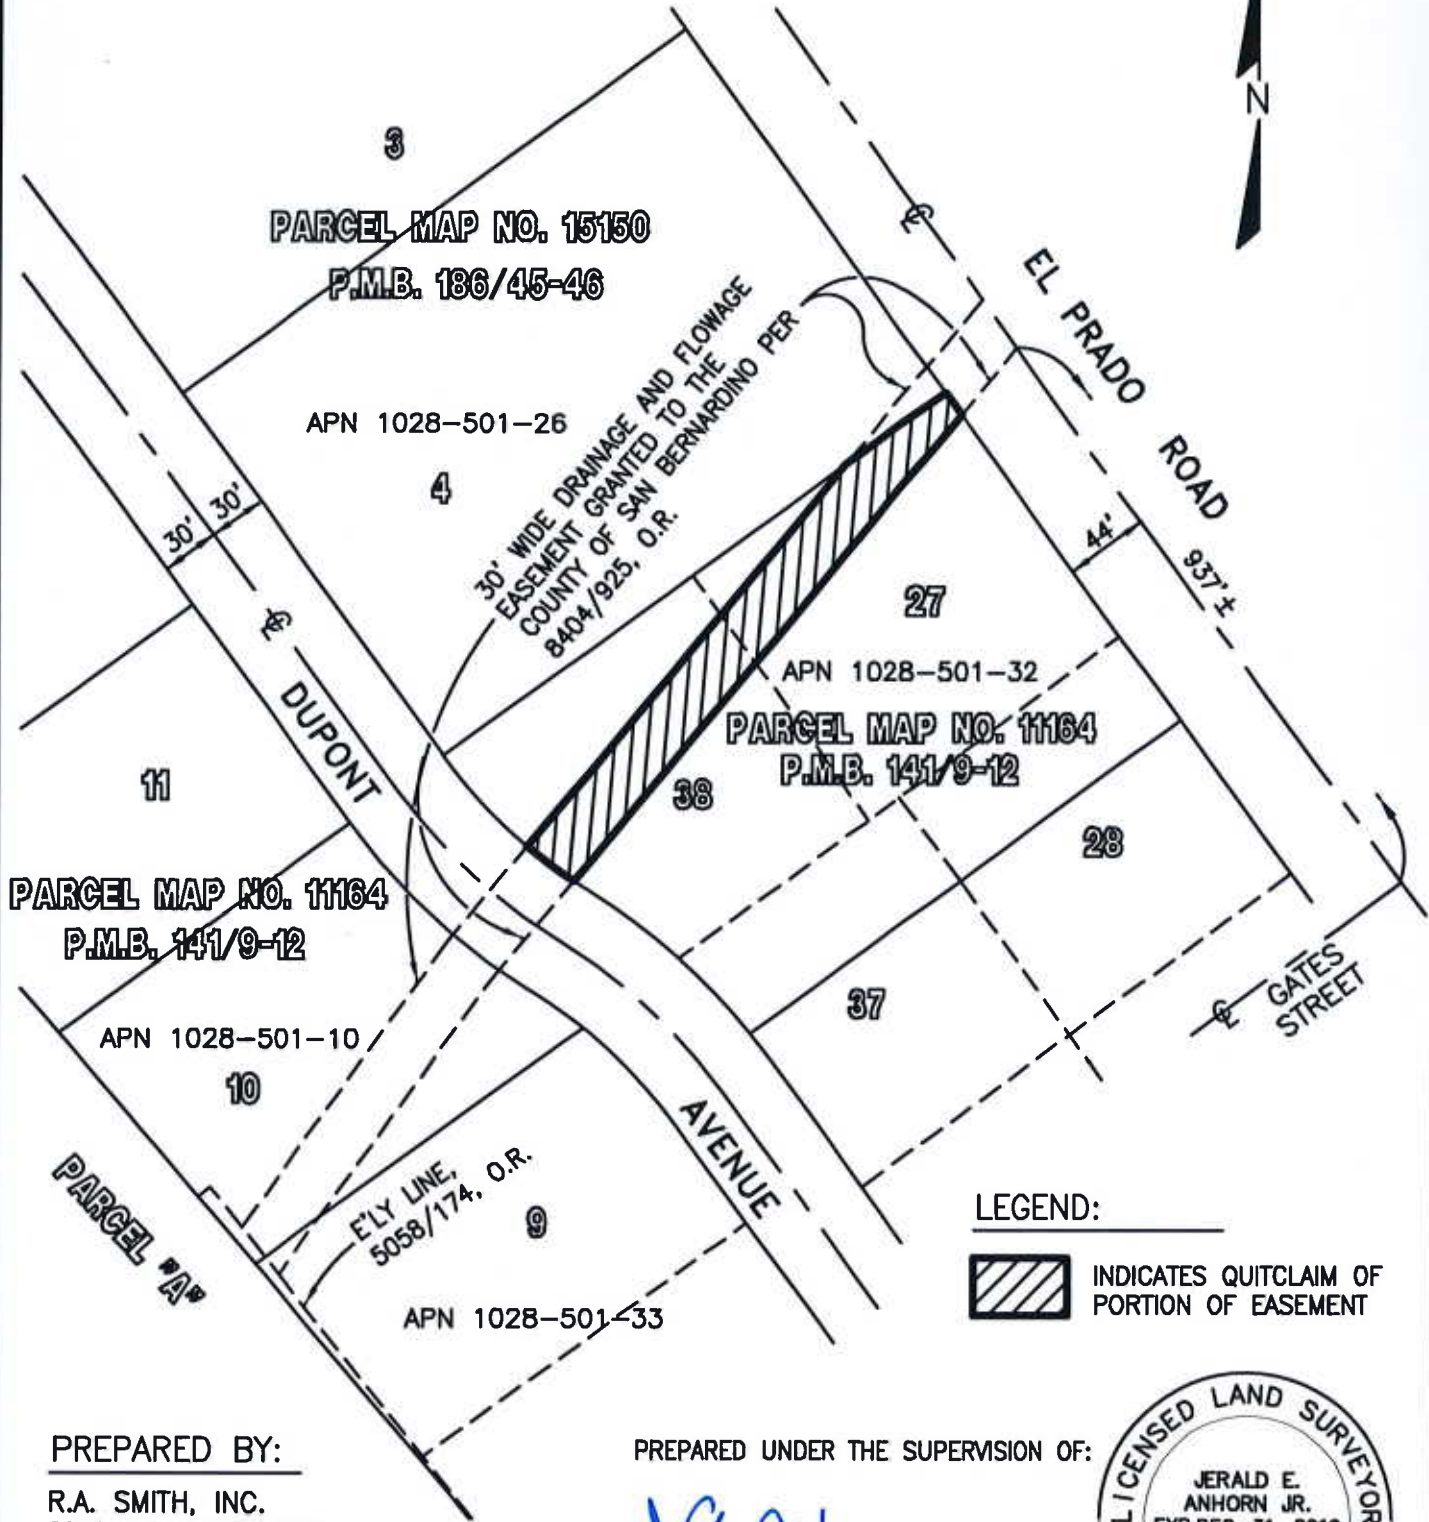 N
3
PARCEL MAP NO. 15150
P.M.B. 186/45-46
℄
EL PRADO ROAD
30' WIDE DRAINAGE AND FLOWAGE
EASEMENT GRANTED TO THE
COUNTY OF SAN BERNARDINO PER
8404/925, O.R.
APN 1028-501-26
4
30'
30'
44'
937'±
27
APN 1028-501-32
PARCEL MAP NO. 11164
P.M.B. 141/9-12
℄
DUPONT AVENUE
11
38
28
PARCEL MAP NO. 11164
P.M.B. 141/9-12
37
℄ GATES
STREET
APN 1028-501-10
10
PARCEL "A"
E'LY LINE,
5058/174, O.R.
9
APN 1028-501-33
LEGEND:
INDICATES QUITCLAIM OF
PORTION OF EASEMENT
PREPARED BY:
R.A. SMITH, INC.
PREPARED UNDER THE SUPERVISION OF:
LICENSED LAND SURVEYOR
JERALD E.
ANHORN JR.